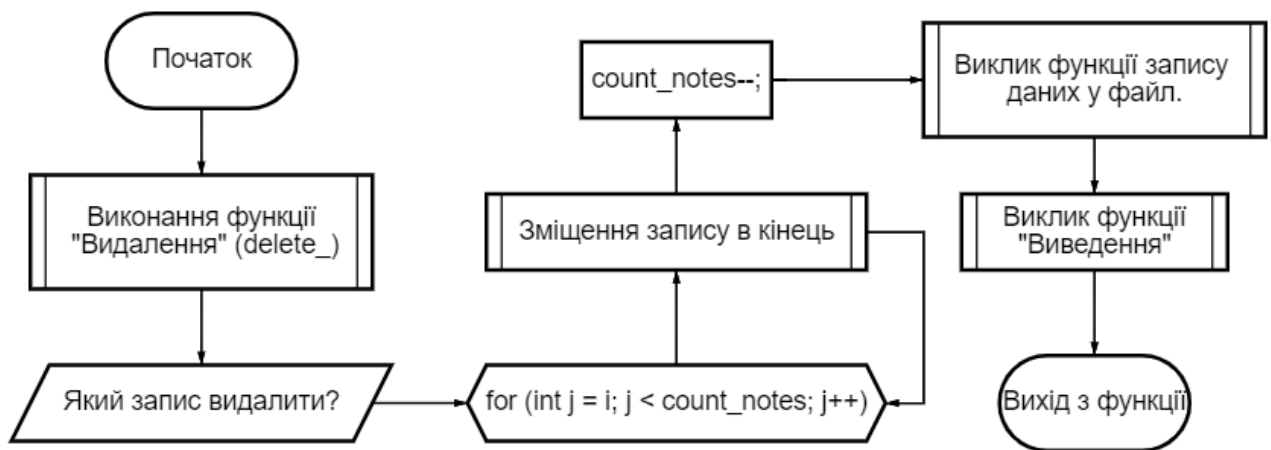 Початок
Виконання функції
"Видалення" (delete_)
Який запис видалити?
for (int j = i; j < count_notes; j++)
Зміщення запису в кінець
count_notes--;
Виклик функції запису
даних у файл.
Виклик функції
"Виведення"
Вихід з функції